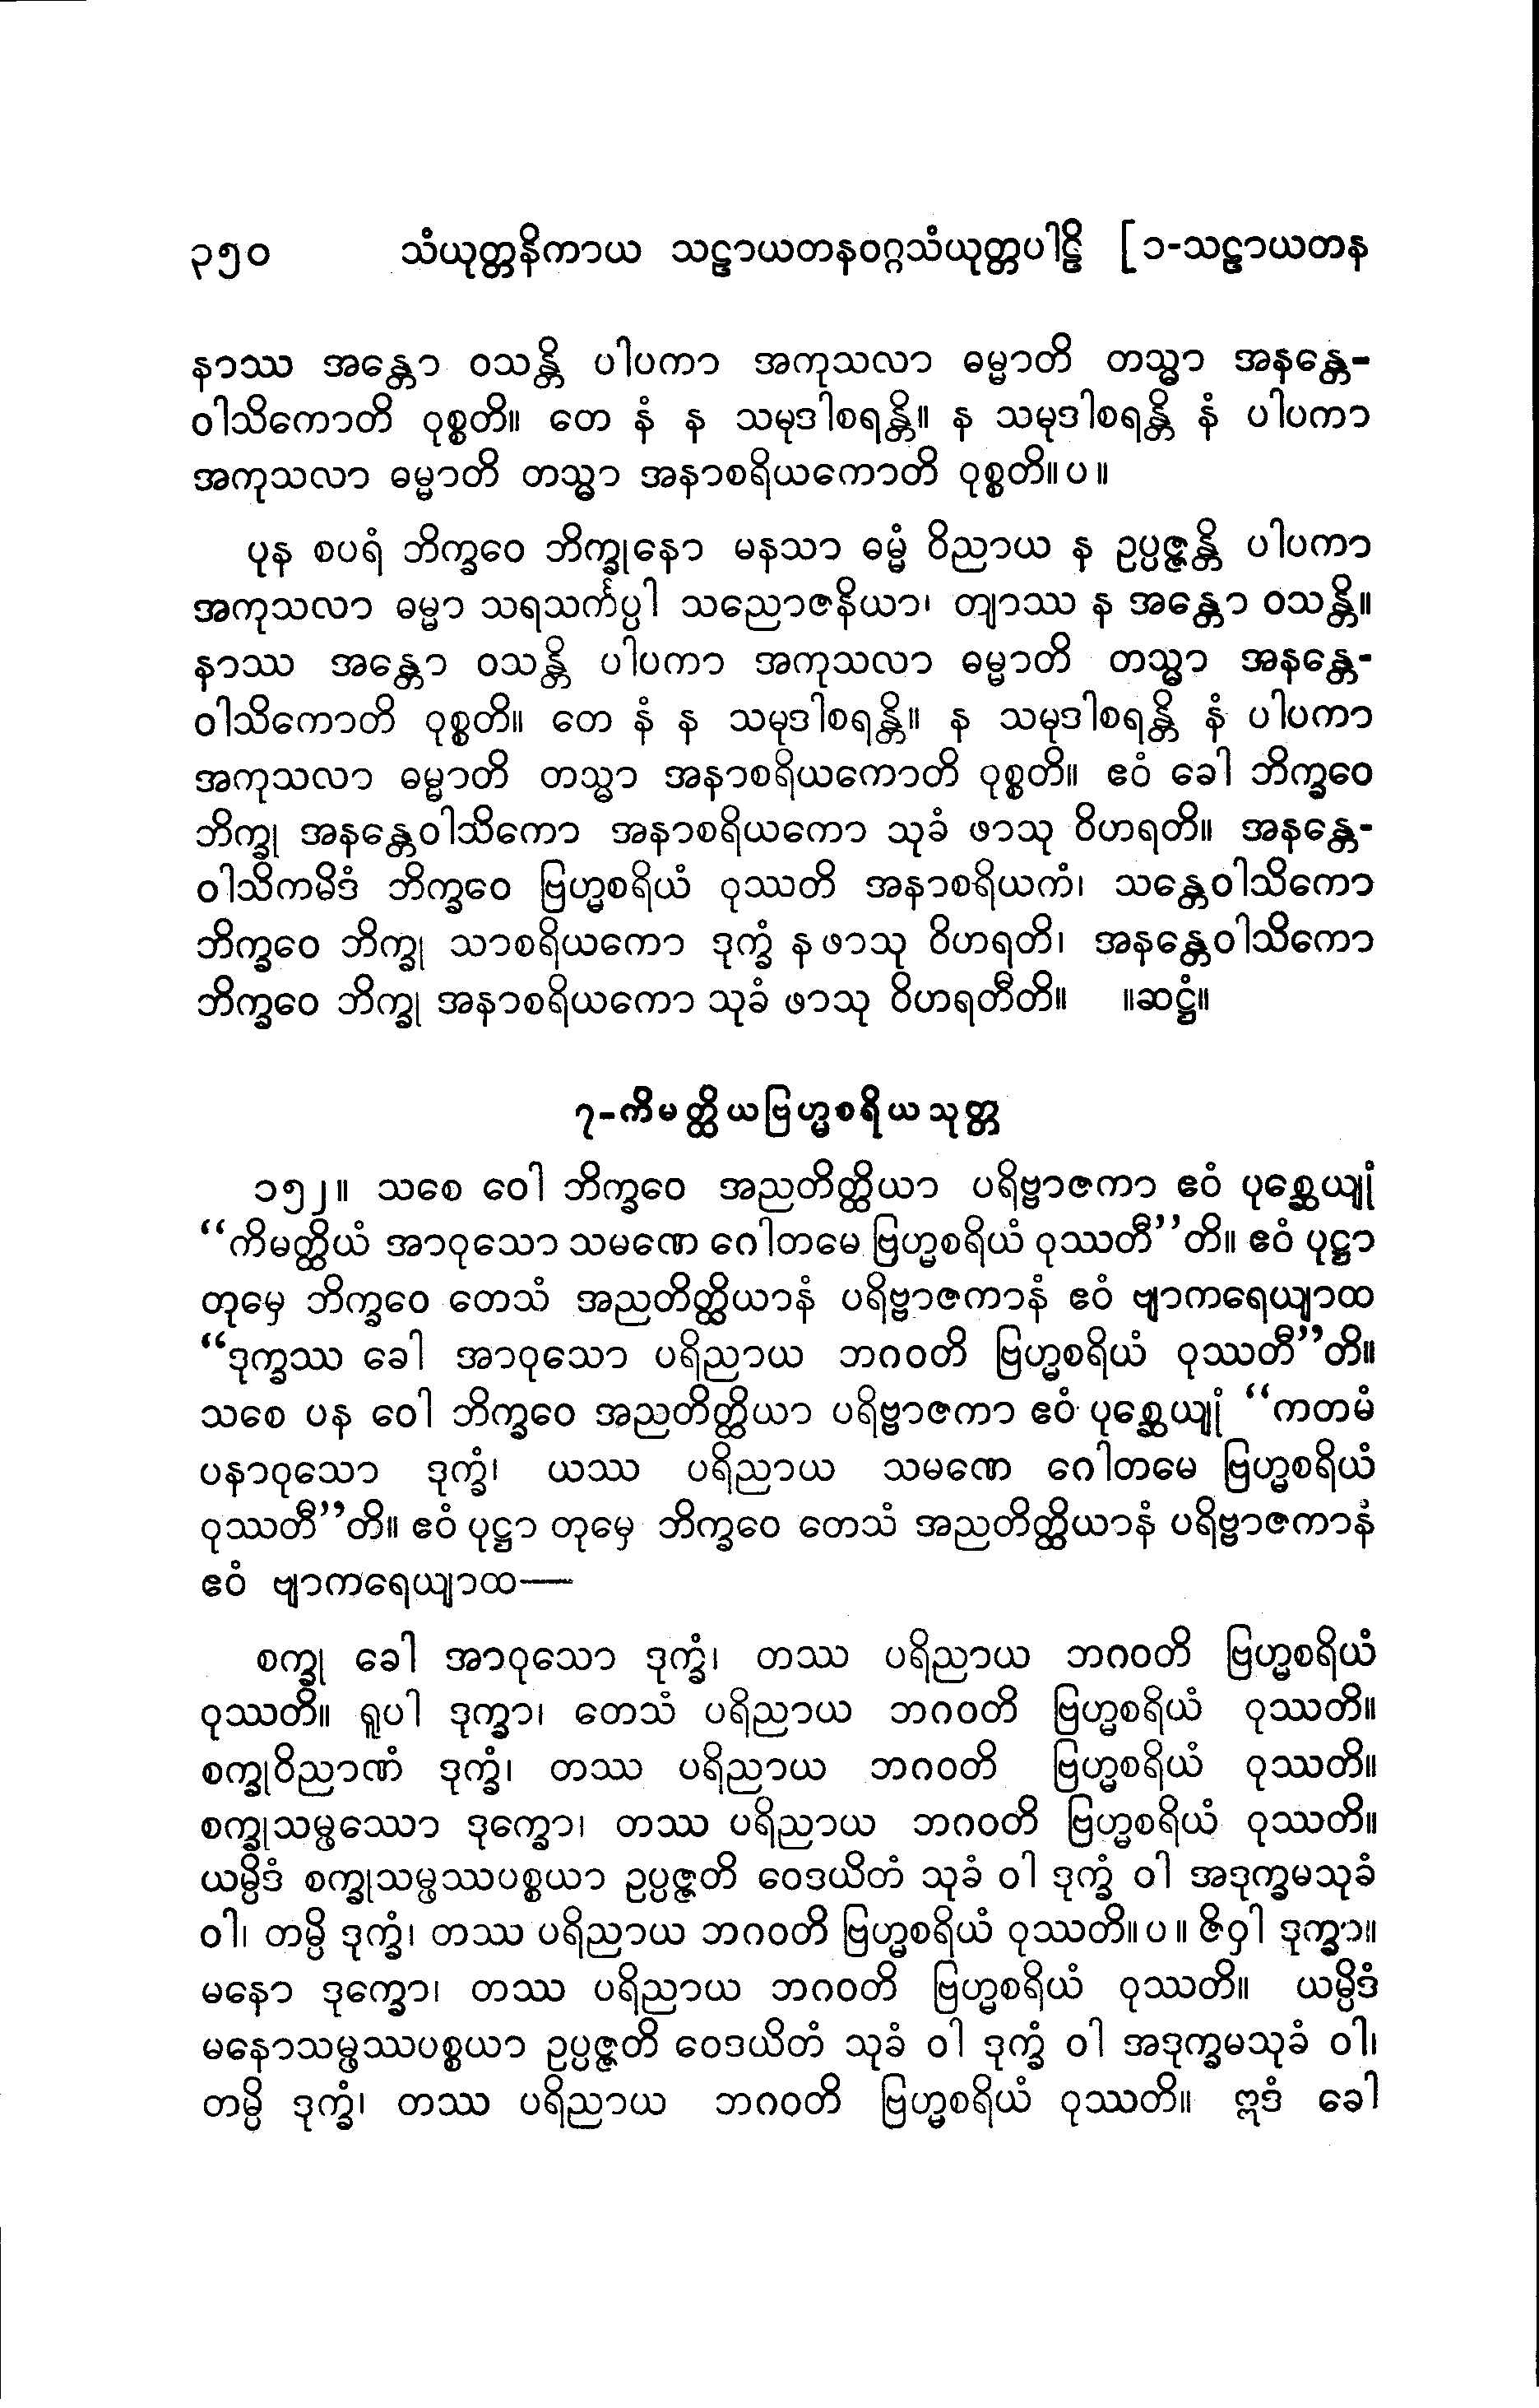 ၃၅၀ သံယုတ္တနိကာယ သဠာယတနဝဂ္ဂသံယုတ္တပါဠိ [၁-သဠာယတန
နာဿ အန္တော ဝသန္တိ ပါပကာ အကုသလာ ဓမ္မာတိ တသ္မာ အနန္တေ-
ဝါသိကောတိ ဝုစ္စတိ။ တေ နံ န သမုဒါစရန္တိ။ န သမုဒါစရန္တိ နံ ပါပကာ
အကုသလာ ဓမ္မာတိ တသ္မာ အနာစရိယကောတိ ဝုစ္စတိ။ ပ ။
ပုန စပရံ ဘိက္ခဝေ ဘိက္ခုနော မနသာ ဓမ္မံ ဝိညာယ န ဥပ္ပဇ္ဇန္တိ ပါပကာ
အကုသလာ ဓမ္မာ သရသင်္ကပ္ပါ သညောဇနိယာ၊ တျာဿ န အန္တော ဝသန္တိ။
နာဿ အန္တော ဝသန္တိ ပါပကာ အကုသလာ ဓမ္မာတိ တသ္မာ အနန္တေ-
ဝါသိကောတိ ဝုစ္စတိ။ တေ နံ န သမုဒါစရန္တိ။ န သမုဒါစရန္တိ နံ ပါပကာ
အကုသလာ ဓမ္မာတိ တသ္မာ အနာစရိယကောတိ ဝုစ္စတိ။ ဧဝံ ခေါ ဘိက္ခဝေ
ဘိက္ခု အနန္တေဝါသိကော အနာစရိယကော သုခံ ဖာသု ဝိဟရတိ။ အနန္တေ-
ဝါသိကမိဒံ ဘိက္ခဝေ ဗြဟ္မစရိယံ ဝုဿတိ အနာစရိယကံ၊ သန္တေဝါသိကော
ဘိက္ခဝေ ဘိက္ခု သာစရိယကော ဒုက္ခံ န ဖာသု ဝိဟရတိ၊ အနန္တေဝါသိကော
ဘိက္ခဝေ ဘိက္ခု အနာစရိယကော သုခံ ဖာသု ဝိဟရတီတိ။ ။ဆဋ္ဌံ။
၇-ကိမတ္ထိယဗြဟ္မစရိယသုတ္တ
၁၅၂။ သစေ ဝေါ ဘိက္ခဝေ အညတိတ္ထိယာ ပရိဗ္ဗာဇကာ ဧဝံ ပုစ္ဆေယျုံ
“ကိမတ္ထိယံ အာဝုသော သမဏေ ဂေါတမေ ဗြဟ္မစရိယံ ဝုဿတီ”တိ။ ဧဝံ ပုဋ္ဌာ
တုမှေ ဘိက္ခဝေ တေသံ အညတိတ္ထိယာနံ ပရိဗ္ဗာဇကာနံ ဧဝံ ဗျာကရေယျာထ
“ဒုက္ခဿ ခေါ အာဝုသော ပရိညာယ ဘဂဝတိ ဗြဟ္မစရိယံ ဝုဿတီ”တိ။
သစေ ပန ဝေါ ဘိက္ခဝေ အညတိတ္ထိယာ ပရိဗ္ဗာဇကာ ဧဝံ ပုစ္ဆေယျုံ “ကတမံ
ပနာဝုသော ဒုက္ခံ၊ ယဿ ပရိညာယ သမဏေ ဂေါတမေ ဗြဟ္မစရိယံ
ဝုဿတီ”တိ။ ဧဝံ ပုဋ္ဌာ တုမှေ ဘိက္ခဝေ တေသံ အညတိတ္ထိယာနံ ပရိဗ္ဗာဇကာနံ
ဧဝံ ဗျာကရေယျာထ—
စက္ခု ခေါ အာဝုသော ဒုက္ခံ၊ တဿ ပရိညာယ ဘဂဝတိ ဗြဟ္မစရိယံ
ဝုဿတိ။ ရူပါ ဒုက္ခာ၊ တေသံ ပရိညာယ ဘဂဝတိ ဗြဟ္မစရိယံ ဝုဿတိ။
စက္ခုဝိညာဏံ ဒုက္ခံ၊ တဿ ပရိညာယ ဘဂဝတိ ဗြဟ္မစရိယံ ဝုဿတိ။
စက္ခုသမ္ဖဿော ဒုက္ခော၊ တဿ ပရိညာယ ဘဂဝတိ ဗြဟ္မစရိယံ ဝုဿတိ။
ယမ္ပိဒံ စက္ခုသမ္ဖဿပစ္စယာ ဥပ္ပဇ္ဇတိ ဝေဒယိတံ သုခံ ဝါ ဒုက္ခံ ဝါ အဒုက္ခမသုခံ
ဝါ၊ တမ္ပိ ဒုက္ခံ၊ တဿ ပရိညာယ ဘဂဝတိ ဗြဟ္မစရိယံ ဝုဿတိ။ ပ ။ ဇိဝှါ ဒုက္ခာ။
မနော ဒုက္ခော၊ တဿ ပရိညာယ ဘဂဝတိ ဗြဟ္မစရိယံ ဝုဿတိ။ ယမ္ပိဒံ
မနောသမ္ဖဿပစ္စယာ ဥပ္ပဇ္ဇတိ ဝေဒယိတံ သုခံ ဝါ ဒုက္ခံ ဝါ အဒုက္ခမသုခံ ဝါ၊
တမ္ပိ ဒုက္ခံ၊ တဿ ပရိညာယ ဘဂဝတိ ဗြဟ္မစရိယံ ဝုဿတိ။ ဣဒံ ခေါ